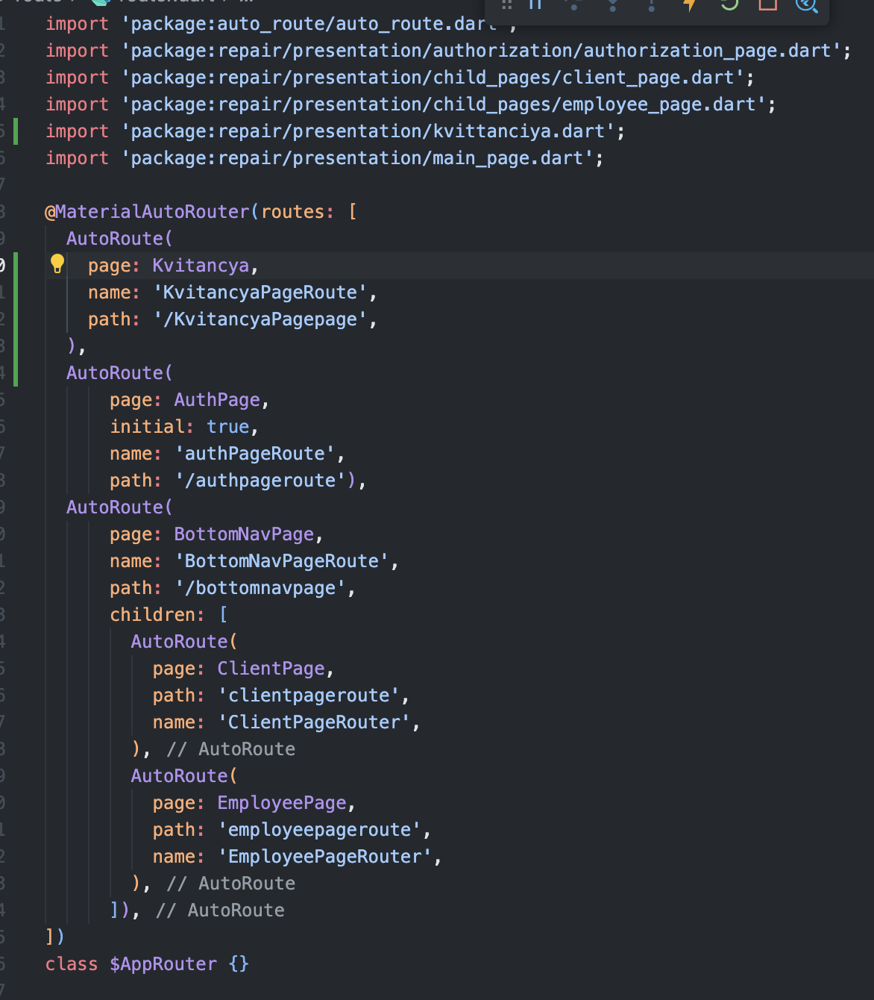 import 'package:auto_route/auto_route.dart';
import 'package:repair/presentation/authorization/authorization_page.dart';
import 'package:repair/presentation/child_pages/client_page.dart';
import 'package:repair/presentation/child_pages/employee_page.dart';
import 'package:repair/presentation/kvittanciya.dart';
import 'package:repair/presentation/main_page.dart';
@MaterialAutoRouter(routes: [
AutoRoute(
page: Kvitancya,
name: 'KvitancyaPageRoute',
path: '/KvitancyaPagepage',
),
AutoRoute(
page: AuthPage,
initial: true,
name: 'authPageRoute',
path: '/authpageroute'),
AutoRoute(
page: BottomNavPage,
name: 'BottomNavPageRoute',
path: '/bottomnavpage',
children: [
AutoRoute(
page: ClientPage,
path: 'clientpageroute',
name: 'ClientPageRouter',
), // AutoRoute
AutoRoute(
page: EmployeePage,
path: 'employeepageroute',
name: 'EmployeePageRouter',
), // AutoRoute
]), // AutoRoute
])
class $AppRouter {}